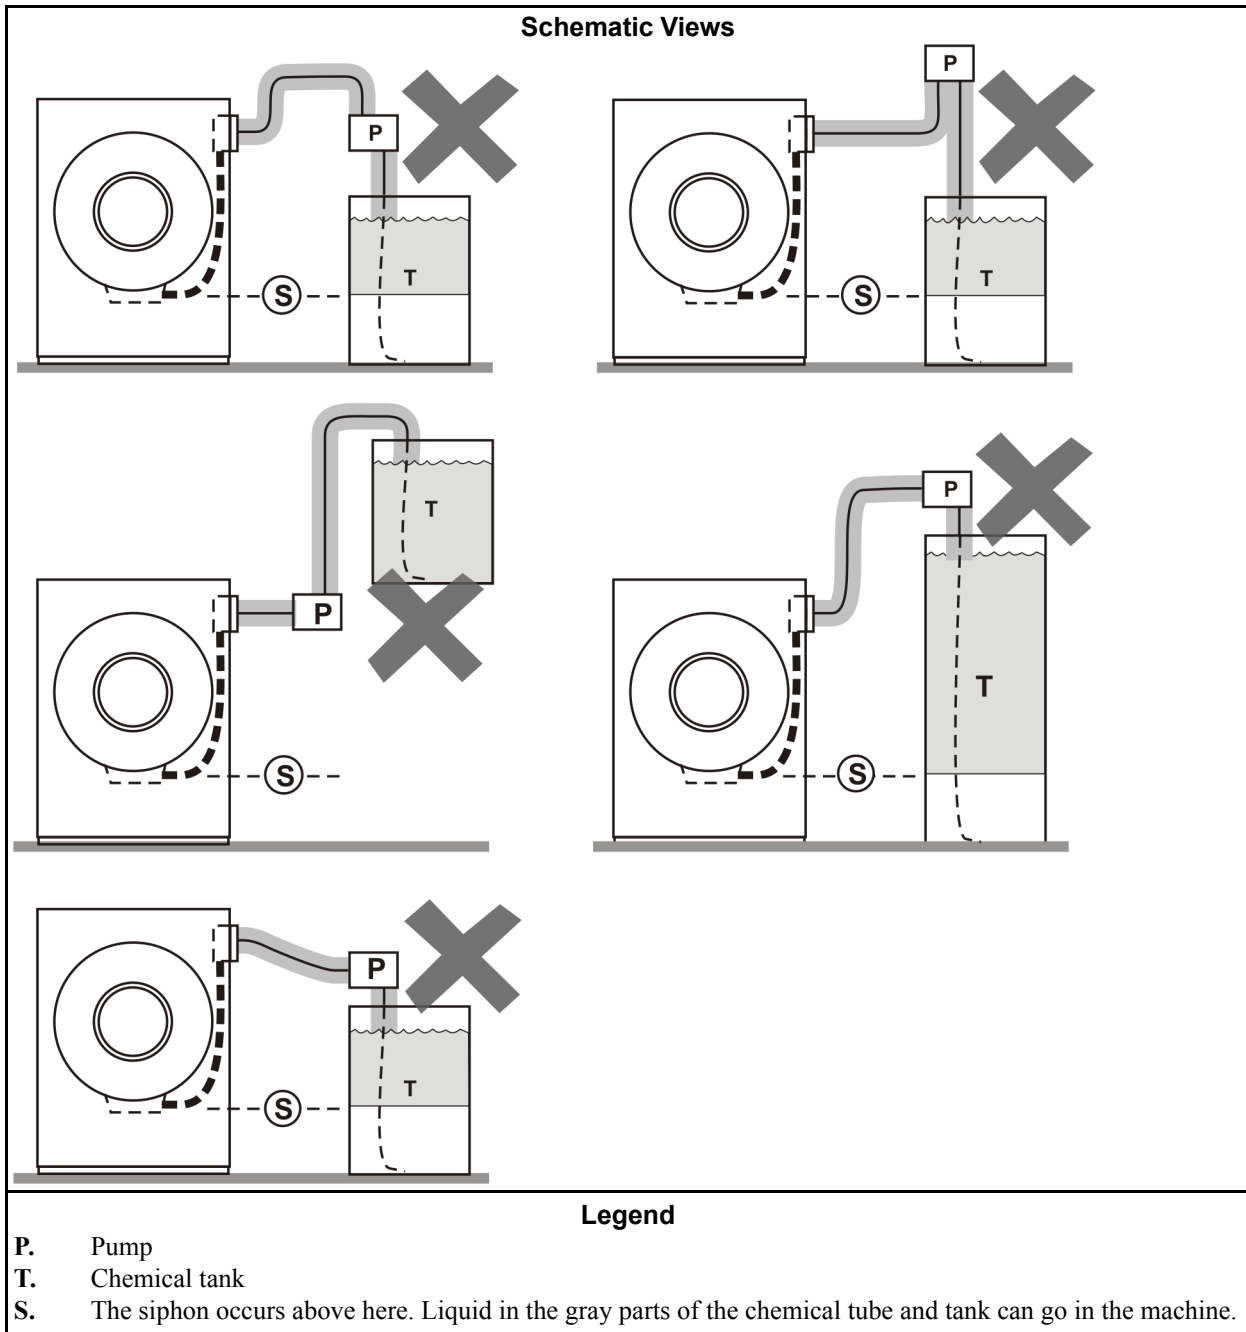 Schematic Views
P
P
T
S
T
S
T
P
P
T
S
S
P
T
S
Legend
P. Pump
T. Chemical tank
S. The siphon occurs above here. Liquid in the gray parts of the chemical tube and tank can go in the machine.